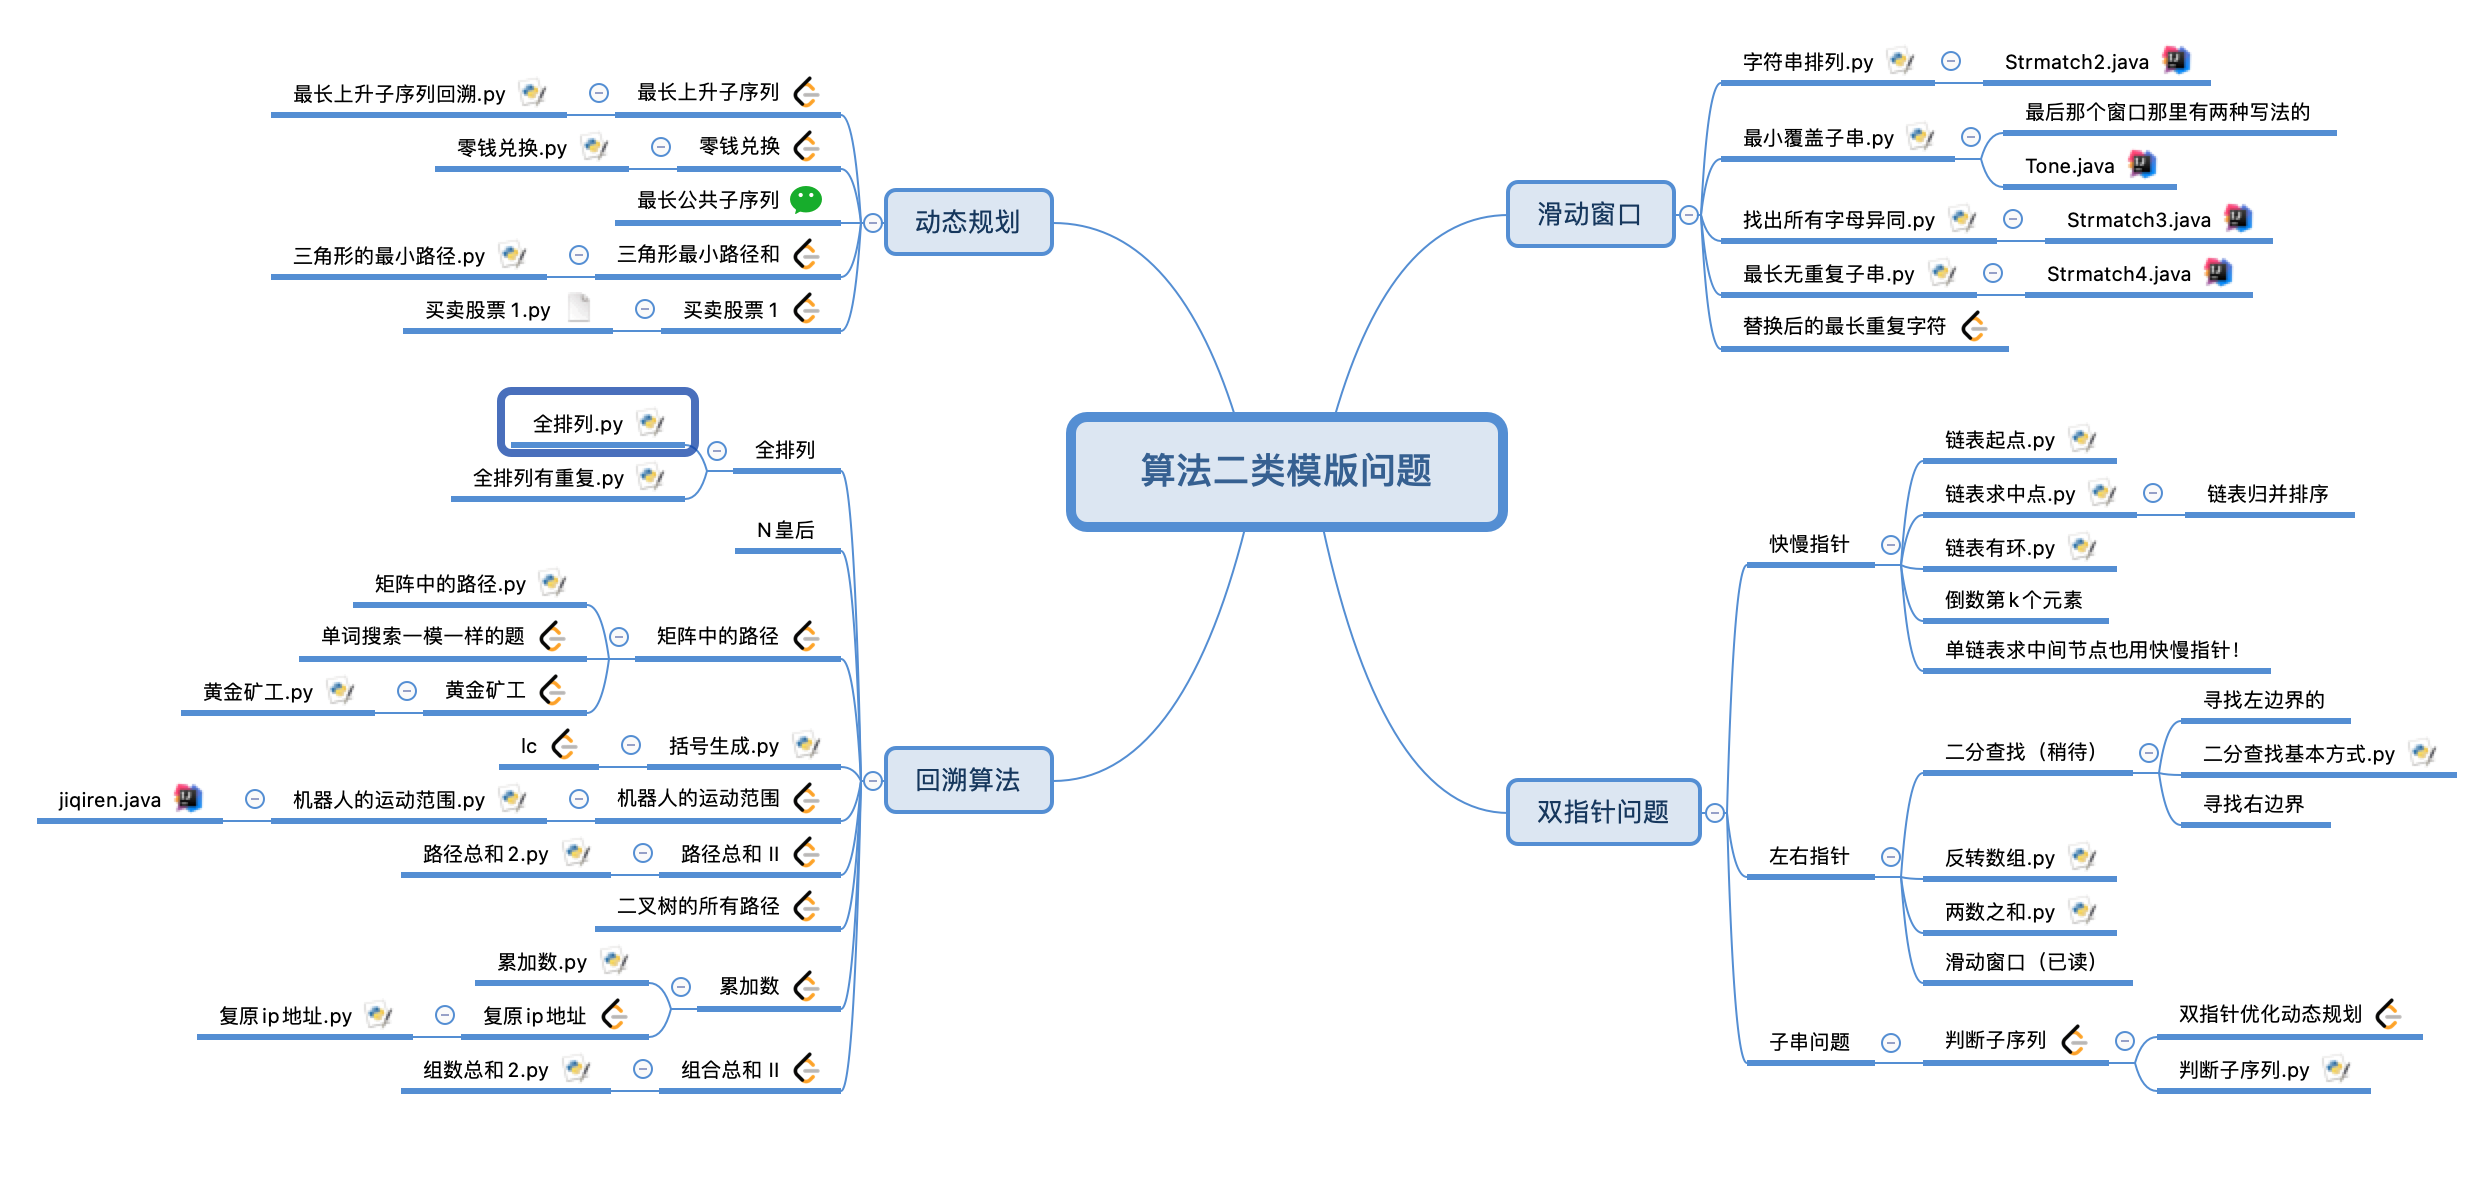 算法二类模版问题
动态规划
最长上升子序列
最长上升子序列回溯.py
零钱兑换
零钱兑换.py
最长公共子序列
三角形最小路径和
三角形的最小路径.py
买卖股票1
买卖股票1.py
回溯算法
全排列
全排列.py
全排列有重复.py
N皇后
矩阵中的路径
矩阵中的路径.py
单词搜索一模一样的题
黄金矿工
黄金矿工.py
括号生成.py
lc
机器人的运动范围
机器人的运动范围.py
jiqiren.java
路径总和 II
路径总和2.py
二叉树的所有路径
累加数
累加数.py
复原ip地址
复原ip地址.py
组合总和 II
组数总和2.py
滑动窗口
字符串排列.py
Strmatch2.java
最小覆盖子串.py
最后那个窗口那里有两种写法的
Tone.java
找出所有字母异同.py
Strmatch3.java
最长无重复子串.py
Strmatch4.java
替换后的最长重复字符
双指针问题
快慢指针
链表起点.py
链表求中点.py
链表归并排序
链表有环.py
倒数第k个元素
单链表求中间节点也用快慢指针！
左右指针
二分查找（稍待）
寻找左边界的
二分查找基本方式.py
寻找右边界
反转数组.py
两数之和.py
滑动窗口（已读）
子串问题
判断子序列
双指针优化动态规划
判断子序列.py